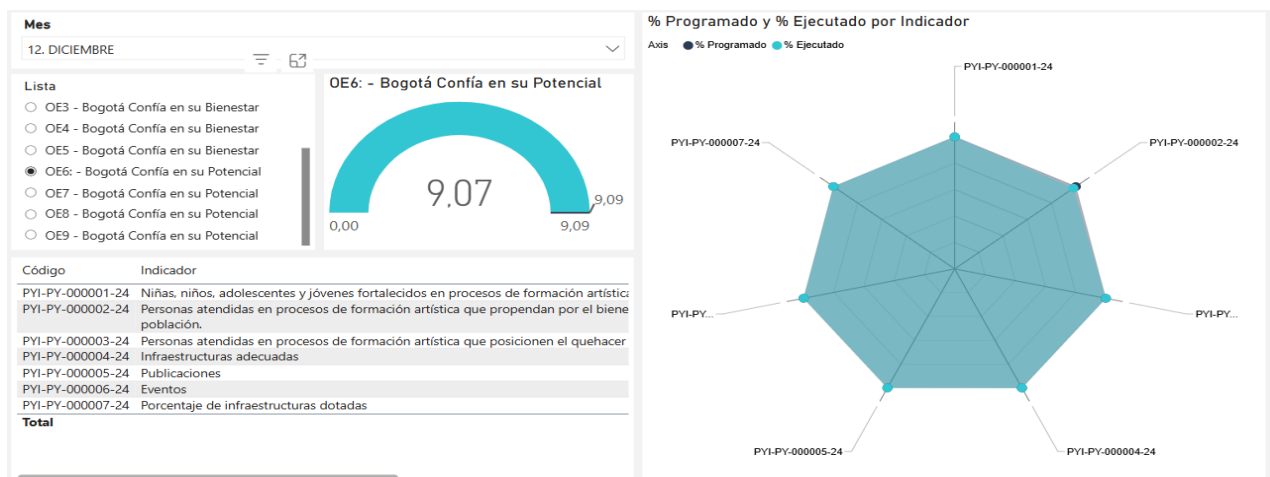 Mes
12. DICIEMBRE
Lista
OE3 - Bogotá Confía en su Bienestar
OE4 - Bogotá Confía en su Bienestar
OE5 - Bogotá Confía en su Bienestar
OE6: - Bogotá Confía en su Potencial
OE7 - Bogotá Confía en su Potencial
OE8 - Bogotá Confía en su Potencial
OE9 - Bogotá Confía en su Potencial
OE6: - Bogotá Confía en su Potencial
9,07
9,09
0,00
9,09
Código Indicador
PYI-PY-000001-24 Niñas, niños, adolescentes y jóvenes fortalecidos en procesos de formación artística
PYI-PY-000002-24 Personas atendidas en procesos de formación artística que propendan por el biene
población.
PYI-PY-000003-24 Personas atendidas en procesos de formación artística que posicionen el quehacer
PYI-PY-000004-24 Infraestructuras adecuadas
PYI-PY-000005-24 Publicaciones
PYI-PY-000006-24 Eventos
PYI-PY-000007-24 Porcentaje de infraestructuras dotadas
Total
% Programado y % Ejecutado por Indicador
Axis % Programado % Ejecutado
PYI-PY-000001-24
PYI-PY-000007-24
PYI-PY-000002-24
PYI-PY...
PYI-PY...
PYI-PY-000005-24
PYI-PY-000004-24